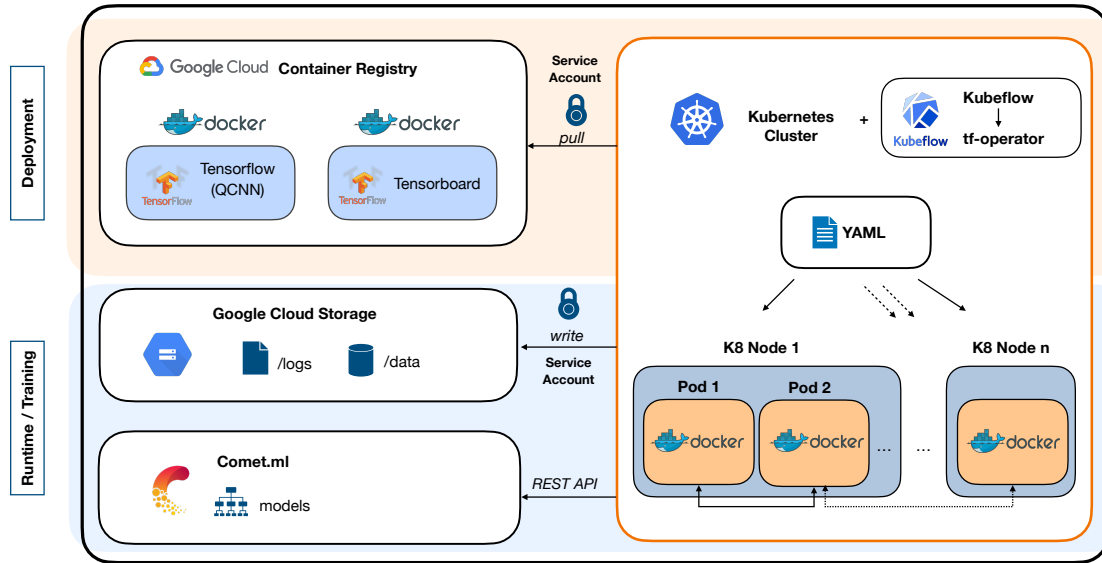 Deployment
Google Cloud Container Registry
docker
docker
TensorFlow
Tensorflow
(QCNN)
TensorFlow
Tensorboard
Service
Account
pull
Kubernetes
Cluster
+
Kubeflow
Kubeflow
tf-operator
YAML
Runtime / Training
Google Cloud Storage
/logs
/data
write
Service
Account
Comet.ml
models
REST API
K8 Node 1
K8 Node n
Pod 1
Pod 2
docker
docker
...
...
docker